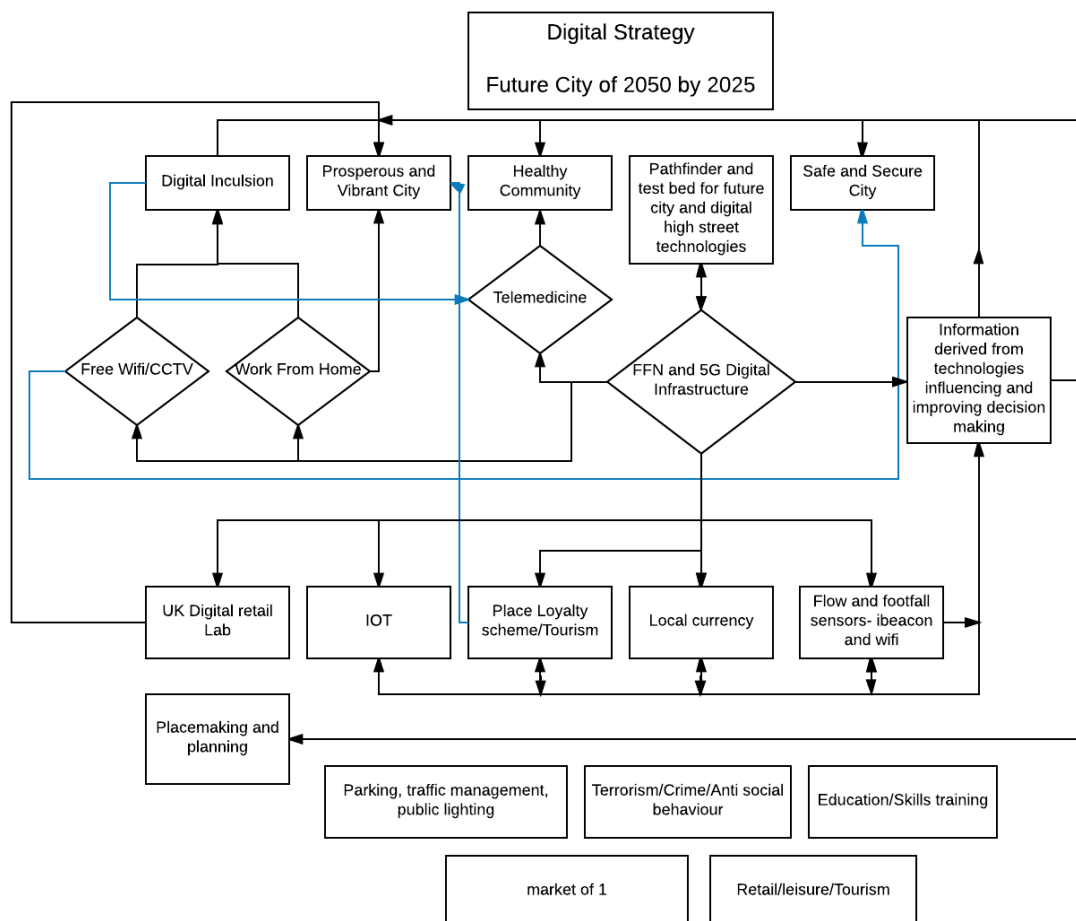 Digital Strategy
Future City of 2050 by 2025
Digital Inculsion
Prosperous and
Vibrant City
Healthy
Community
Pathfinder and
test bed for future
city and digital
high street
technologies
Safe and Secure
City
Telemedicine
Free Wifi/CCTV
Work From Home
FFN and 5G Digital
Infrastructure
Information
derived from
technologies
influencing and
improving decision
making
UK Digital retail
Lab
IOT
Place Loyalty
scheme/Tourism
Local currency
Flow and footfall
sensors- ibeacon
and wifi
Placemaking and
planning
Parking, traffic management,
public lighting
Terrorism/Crime/Anti social
behaviour
Education/Skills training
market of 1
Retail/leisure/Tourism